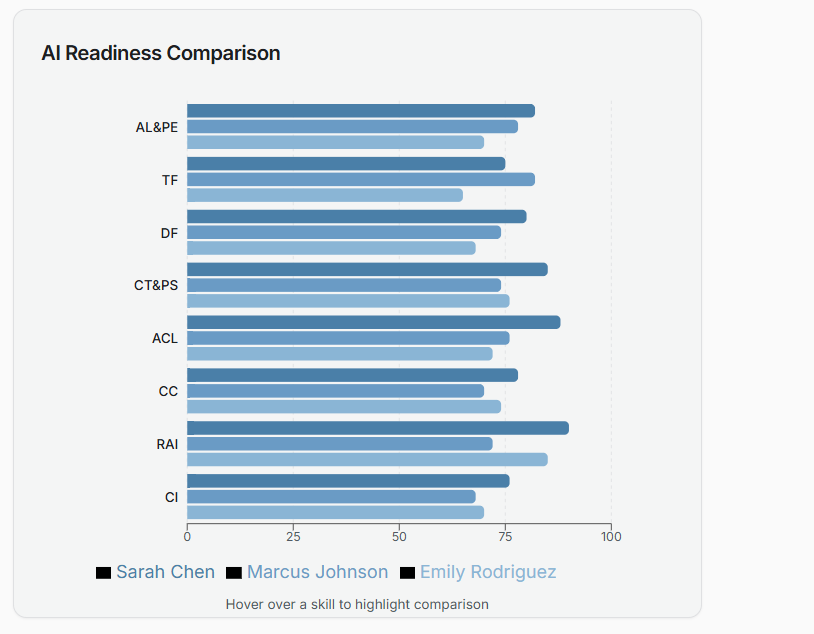 AI Readiness Comparison
AL&PE
TF
DF
CT&PS
ACL
CC
RAI
CI
0 25 50 75 100
Sarah Chen Marcus Johnson Emily Rodriguez
Hover over a skill to highlight comparison